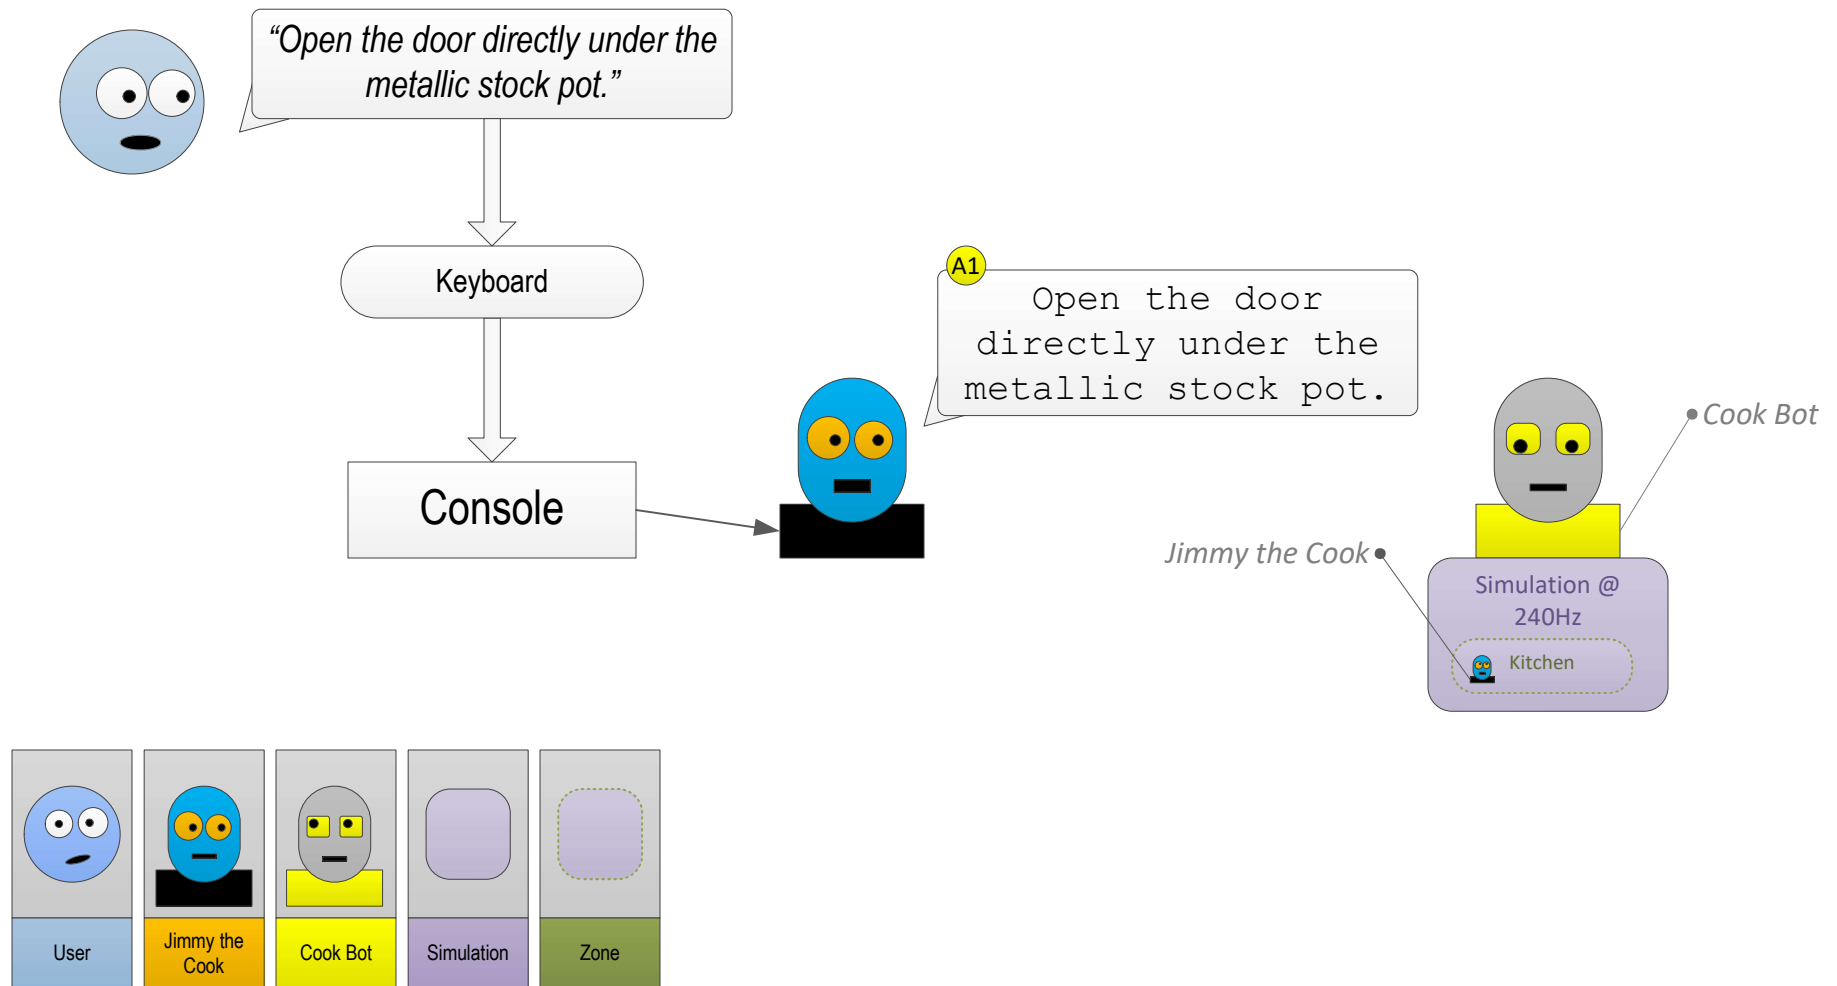 “Open the door directly under the
metallic stock pot.”
Keyboard
A1
Open the door
directly under the
metallic stock pot.
Console
Cook Bot
Jimmy the Cook
Simulation @
240Hz
Kitchen
User
Jimmy the
Cook
Cook Bot
Simulation
Zone